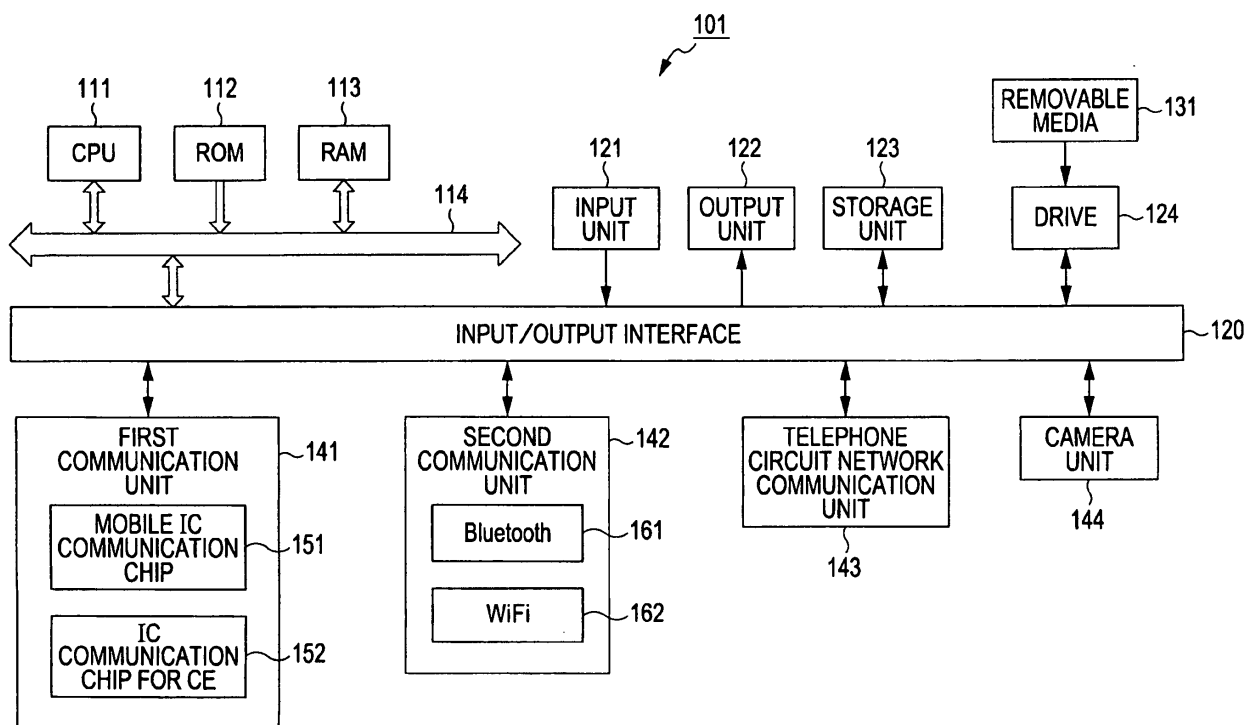 101
111
112
113
CPU
ROM
RAM
114
121
122
123
REMOVABLE
MEDIA
131
INPUT
UNIT
OUTPUT
UNIT
STORAGE
UNIT
DRIVE
124
INPUT/OUTPUT INTERFACE
120
FIRST
COMMUNICATION
UNIT
141
MOBILE IC
COMMUNICATION
CHIP
151
IC
COMMUNICATION
CHIP FOR CE
152
SECOND
COMMUNICATION
UNIT
142
Bluetooth
161
WiFi
162
TELEPHONE
CIRCUIT NETWORK
COMMUNICATION
UNIT
143
CAMERA
UNIT
144